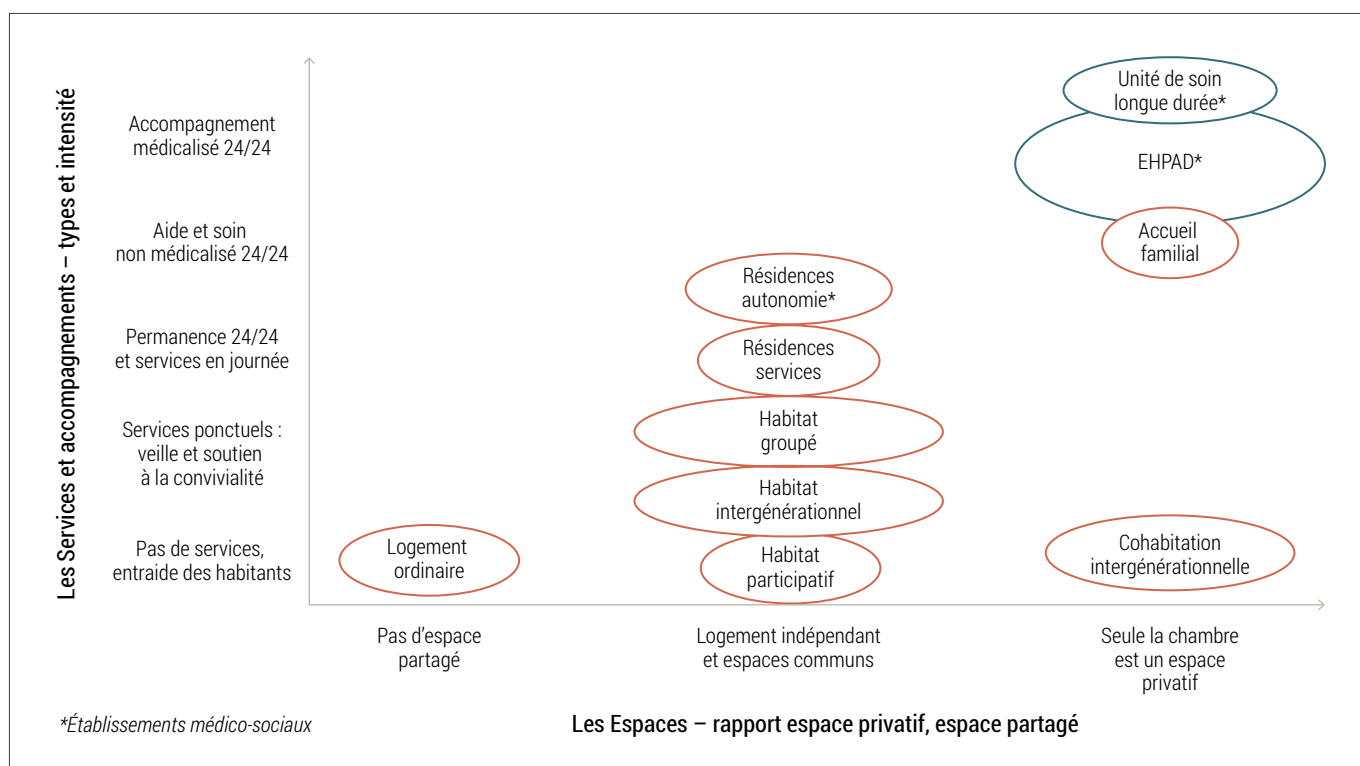 Les Services et accompagnements – types et intensité
Accompagnement
médicalisé 24/24
Aide et soin
non médicalisé 24/24
Permanence 24/24
et services en journée
Services ponctuels :
veille et soutien
à la convivialité
Pas de services,
entraide des habitants
Unité de soin
longue durée*
EHPAD*
Accueil
familial
Résidences
autonomie*
Résidences
services
Habitat
groupé
Habitat
intergénérationnel
Habitat
participatif
Logement
ordinaire
Cohabitation
intergénérationnelle
Pas d'espace
partagé
Logement indépendant
et espaces communs
Seule la chambre
est un espace
privatif
*Établissements médico-sociaux
Les Espaces – rapport espace privatif, espace partagé